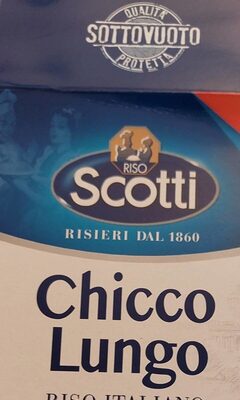 QUALITÀ
SOTTOVUOTO
PROTETTA
RISO
Scotti
RISIERI DAL 1860
Chicco
Lungo
RISO ITALIANO